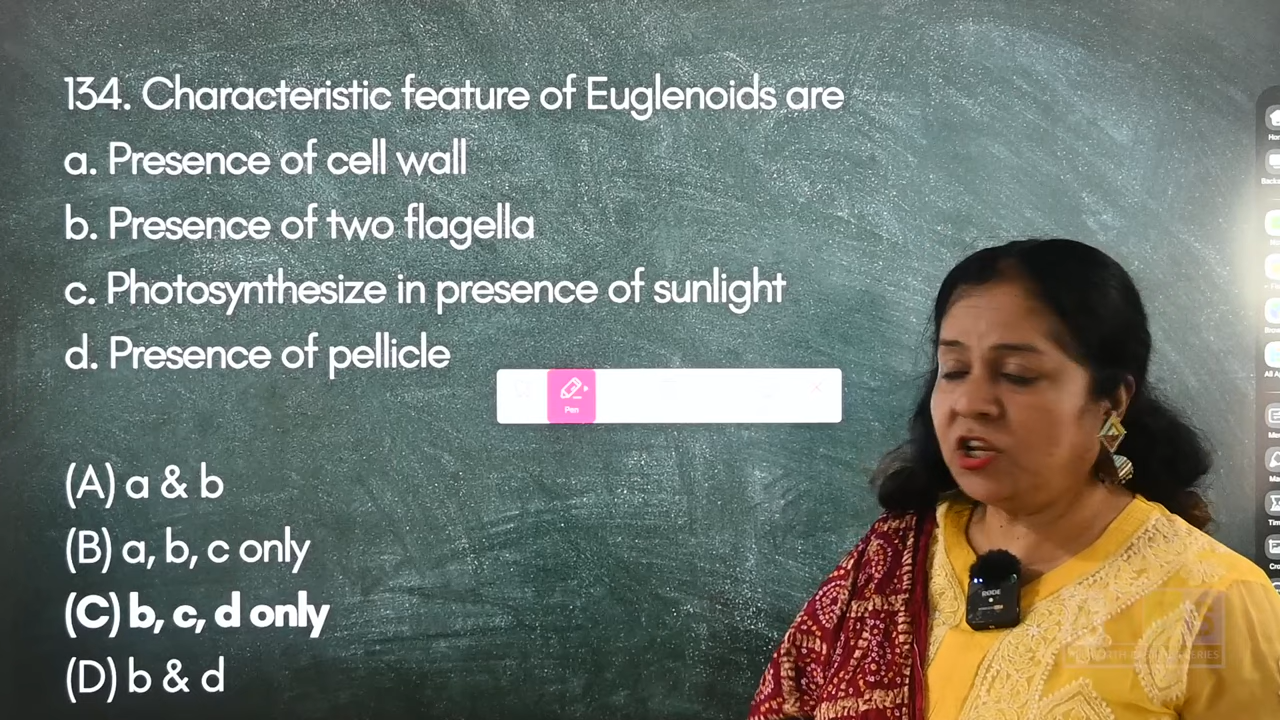 134. Characteristic feature of Euglenoids are
a. Presence of cell wall
b. Presence of two flagella
c. Photosynthesize in presence of sunlight
d. Presence of pellicle
Pen
(A) a & b
(B) a, b, c only
(C) b, c, d only
(D) b & d
RODE